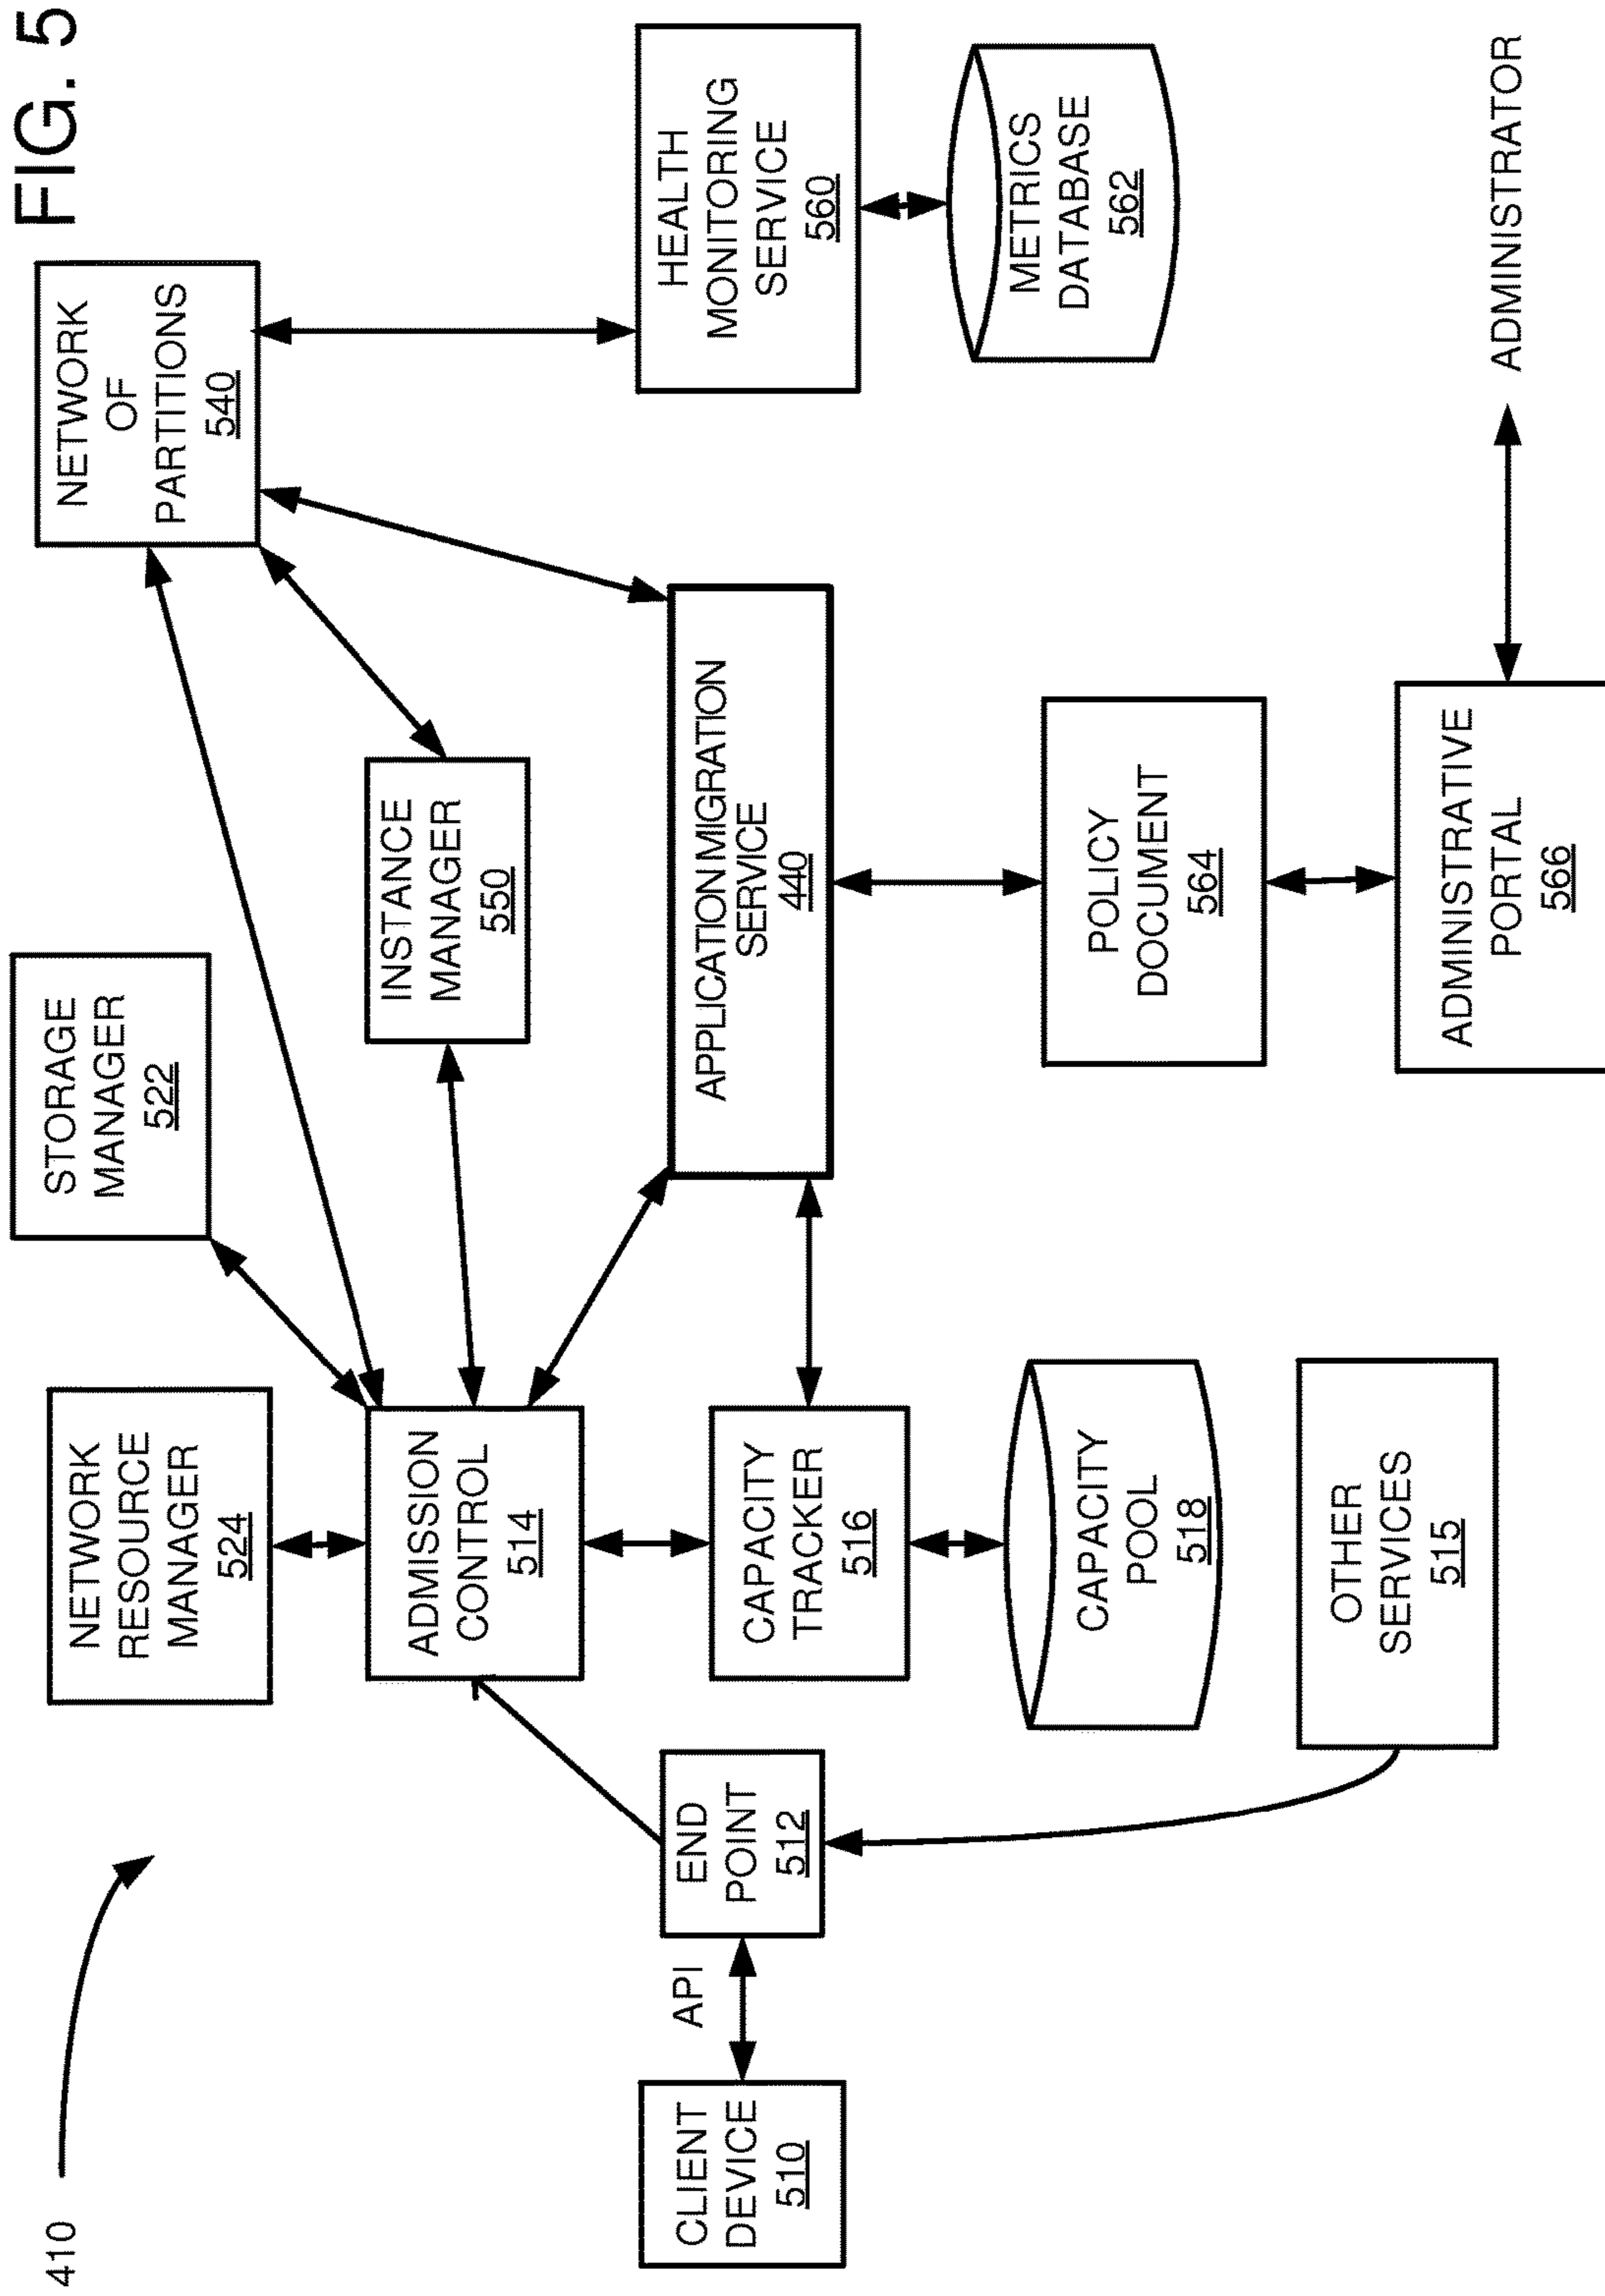 FIG. 5
410
NETWORK
RESOURCE
MANAGER
524
STORAGE
MANAGER
522
NETWORK
OF
PARTITIONS
540
ADMISSION
CONTROL
514
INSTANCE
MANAGER
550
CLIENT
DEVICE
510
API
END
POINT
512
CAPACITY
TRACKER
516
APPLICATION MIGRATION
SERVICE
440
HEALTH
MONITORING
SERVICE
560
CAPACITY
POOL
518
POLICY
DOCUMENT
564
METRICS
DATABASE
562
OTHER
SERVICES
515
ADMINISTRATIVE
PORTAL
566
ADMINISTRATOR